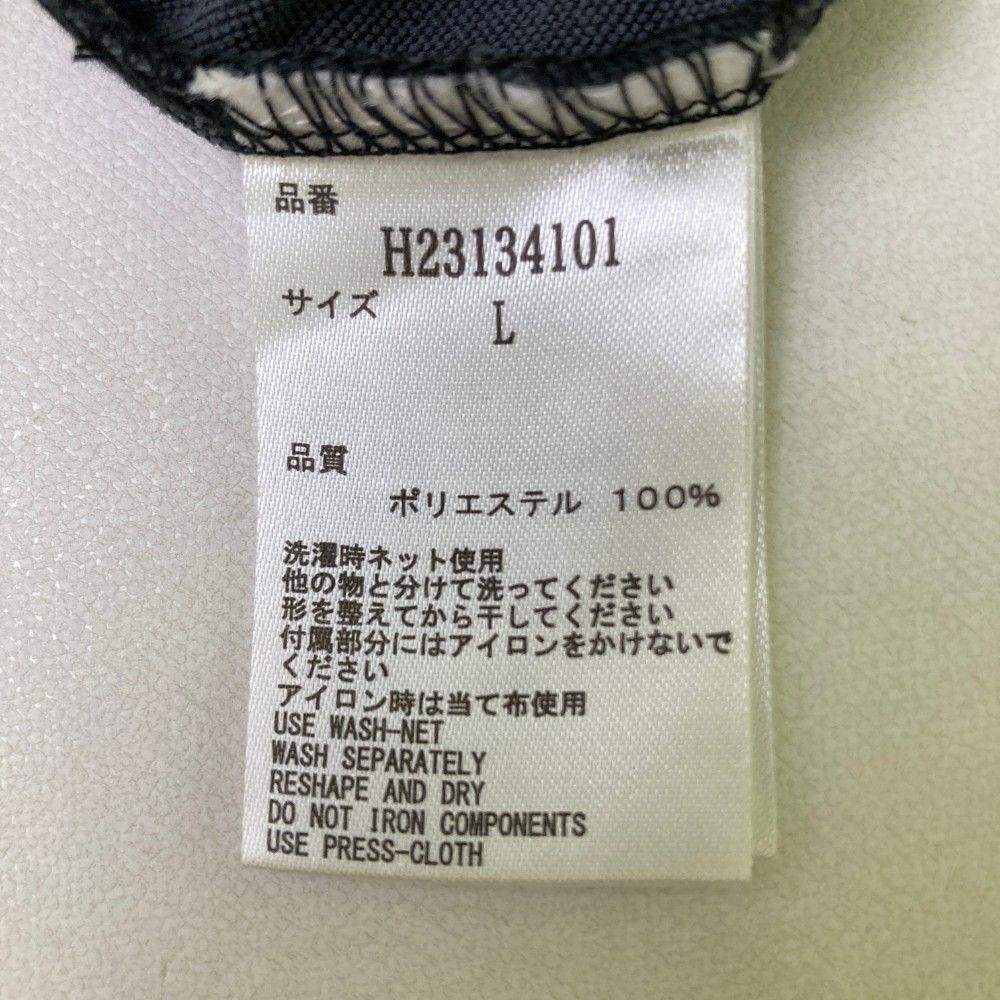 品番
H23134101
サイズ
L
品質
ポリエステル 100%
洗濯時ネット使用
他の物と分けて洗ってください
形を整えてから干してください
付属部分にはアイロンをかけないで
ください
アイロン時は当て布使用
USE WASH-NET
WASH SEPARATELY
RESHAPE AND DRY
DO NOT IRON COMPONENTS
USE PRESS-CLOTH